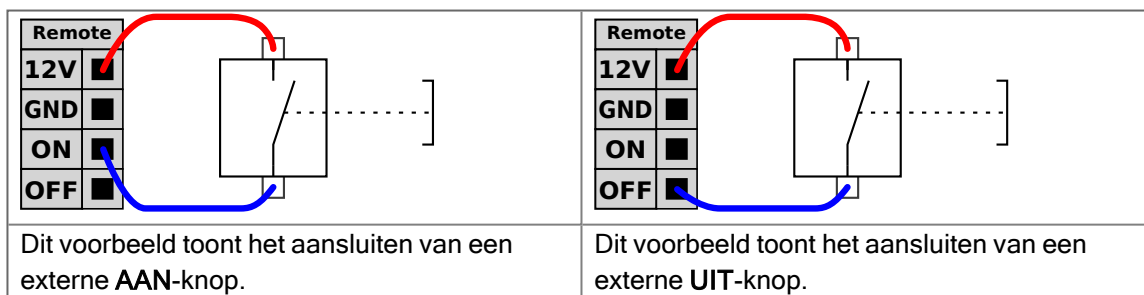 Remote
12V
GND
ON
OFF
Dit voorbeeld toont het aansluiten van een
externe AAN-knop.
Remote
12V
GND
ON
OFF
Dit voorbeeld toont het aansluiten van een
externe UIT-knop.